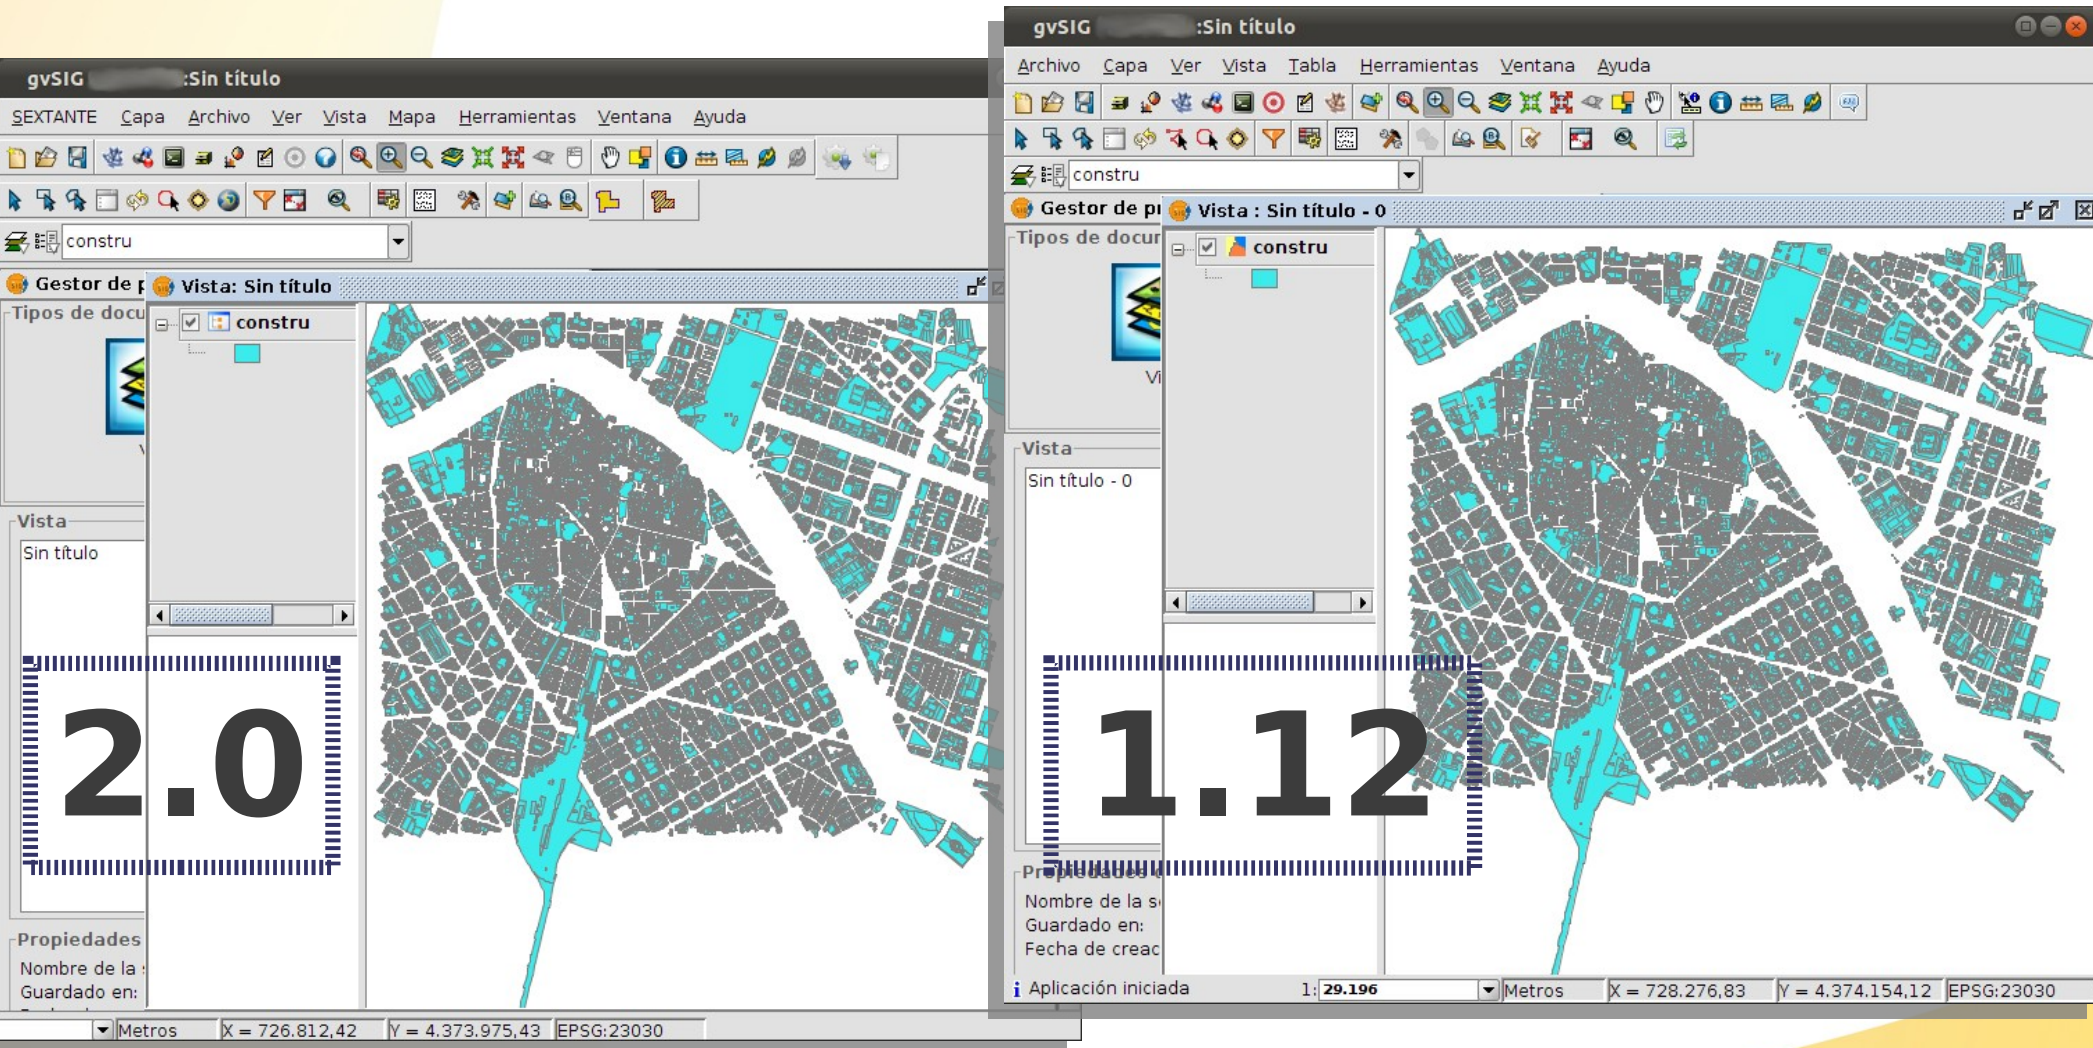 gvSIG :Sin título
SEXTANTE Capa Archivo Ver Vista Mapa Herramientas Ventana Ayuda
constru
Gestor de p
Vista: Sin título
Tipos de docu
constru
Vista
Sin título
2.0
Propiedades
Nombre de la s
Guardado en:
Metros X = 726.812,42 Y = 4.373.975,43 EPSG:23030
gvSIG :Sin título
Archivo Capa Ver Vista Tabla Herramientas Ventana Ayuda
constru
Gestor de pr
Vista : Sin título - 0
Tipos de docur
constru
Vi
Vista
Sin título - 0
1.12
Propiedades
Nombre de la s
Guardado en:
Fecha de creac
Aplicación iniciada 1: 29.196 Metros X = 728.276,83 Y = 4.374.154,12 EPSG:23030